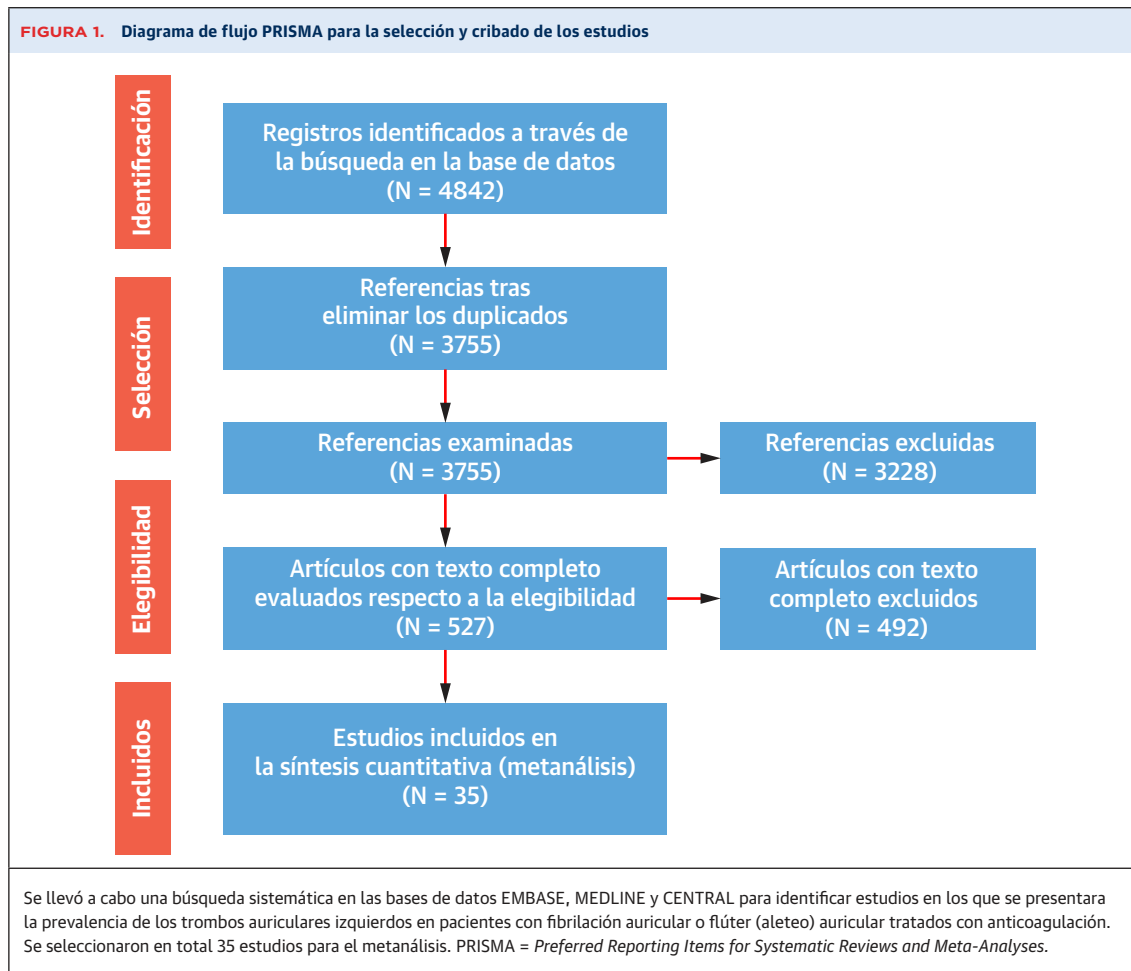 FIGURA 1. Diagrama de flujo PRISMA para la selección y cribado de los estudios
Identificación
Registros identificados a través de
la búsqueda en la base de datos
(N = 4842)
Selección
Referencias tras
eliminar los duplicados
(N = 3755)
Referencias examinadas
(N = 3755)
Referencias excluidas
(N = 3228)
Elegibilidad
Artículos con texto completo
evaluados respecto a la elegibilidad
(N = 527)
Artículos con texto
completo excluidos
(N = 492)
Incluidos
Estudios incluidos en
la síntesis cuantitativa (metanálisis)
(N = 35)
Se llevó a cabo una búsqueda sistemática en las bases de datos EMBASE, MEDLINE y CENTRAL para identificar estudios en los que se presentara
la prevalencia de los trombos auriculares izquierdos en pacientes con fibrilación auricular o flúter (aleteo) auricular tratados con anticoagulación.
Se seleccionaron en total 35 estudios para el metanálisis. PRISMA = Preferred Reporting Items for Systematic Reviews and Meta-Analyses.